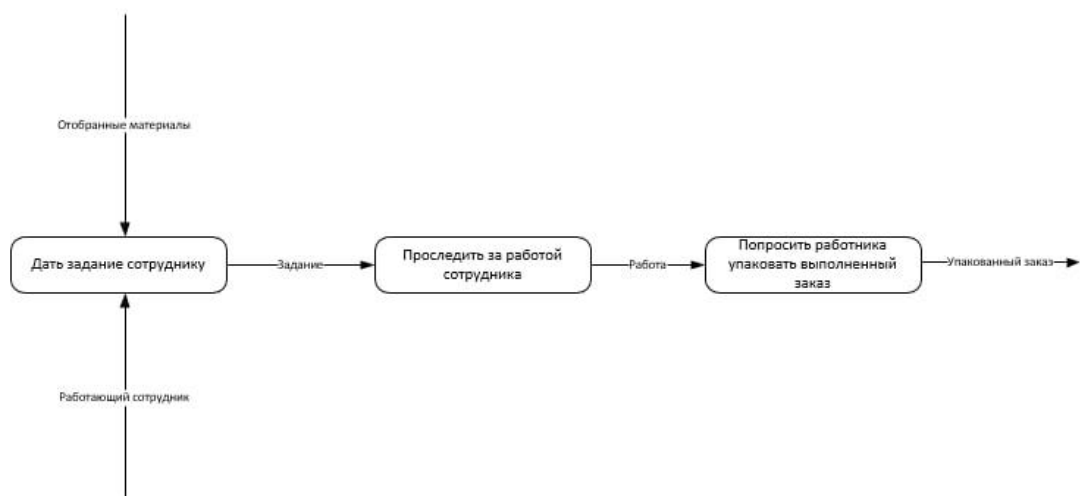 Отобранные материалы
Дать задание сотруднику
Задание
Проследить за работой
сотрудника
Работа
Попросить работника
упаковать выполненный
заказ
Упакованный заказ
Работающий сотрудник